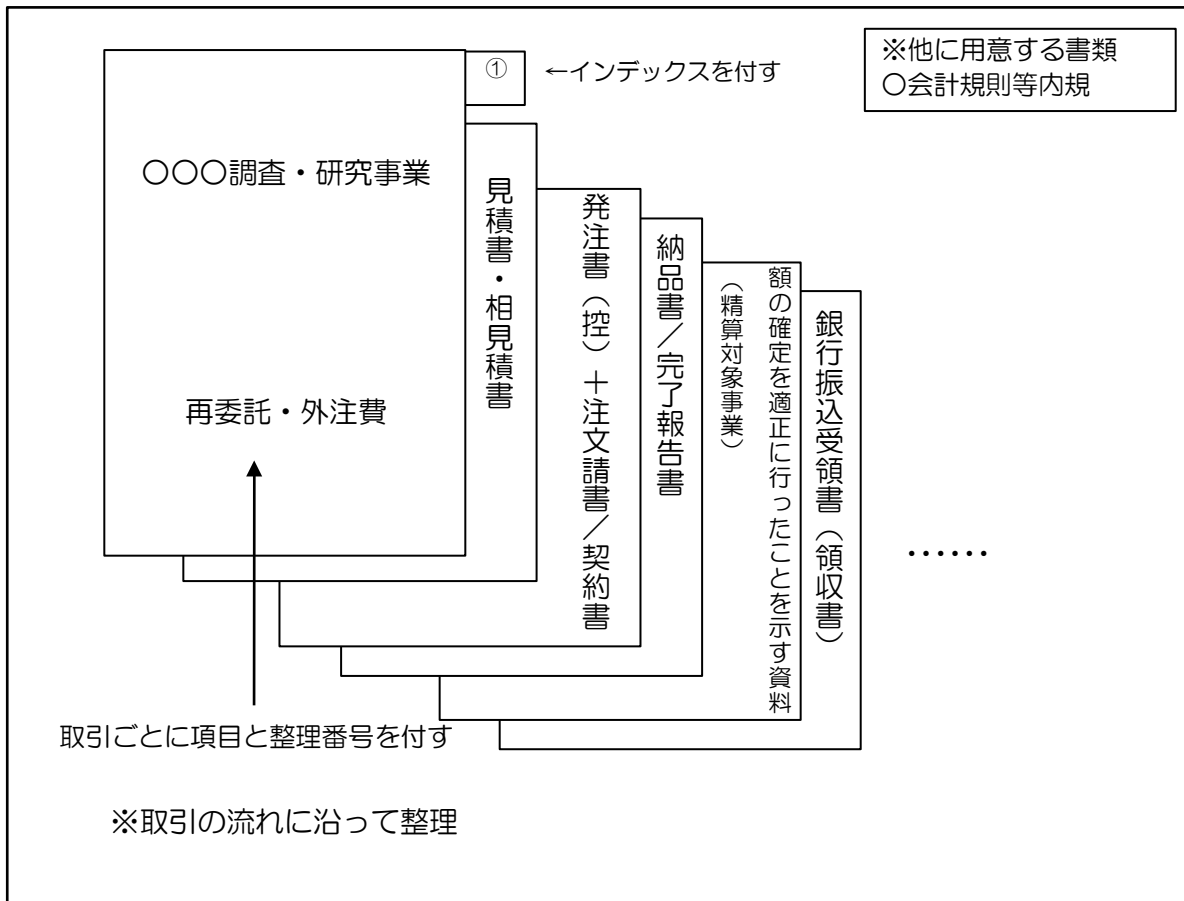 ※他に用意する書類
〇会計規則等内規
①
←インデックスを付す
〇〇〇調査・研究事業
再委託・外注費
見積書・相見積書
発注書（控）＋注文請書／契約書
納品書／完了報告書
額の確定を適正に行ったことを示す資料
（精算対象事業）
銀行振込受領書（領収書）
……
取引ごとに項目と整理番号を付す
※取引の流れに沿って整理